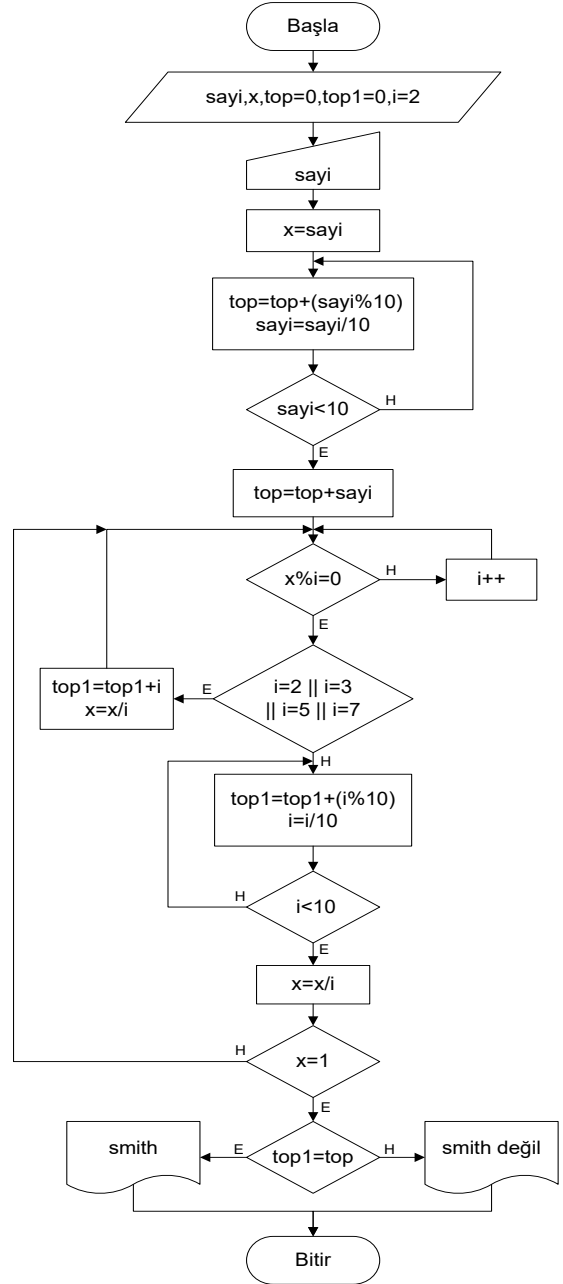 Başla
sayi,x,top=0,top1=0,i=2
sayi
x=sayi
top=top+(sayi%10)
sayi=sayi/10
sayi<10
H
E
top=top+sayi
x%i=0
H
i++
E
i=2 || i=3
|| i=5 || i=7
E
top1=top1+i
x=x/i
H
top1=top1+(i%10)
i=i/10
i<10
H
E
x=x/i
x=1
H
E
top1=top
E
smith
H
smith değil
Bitir